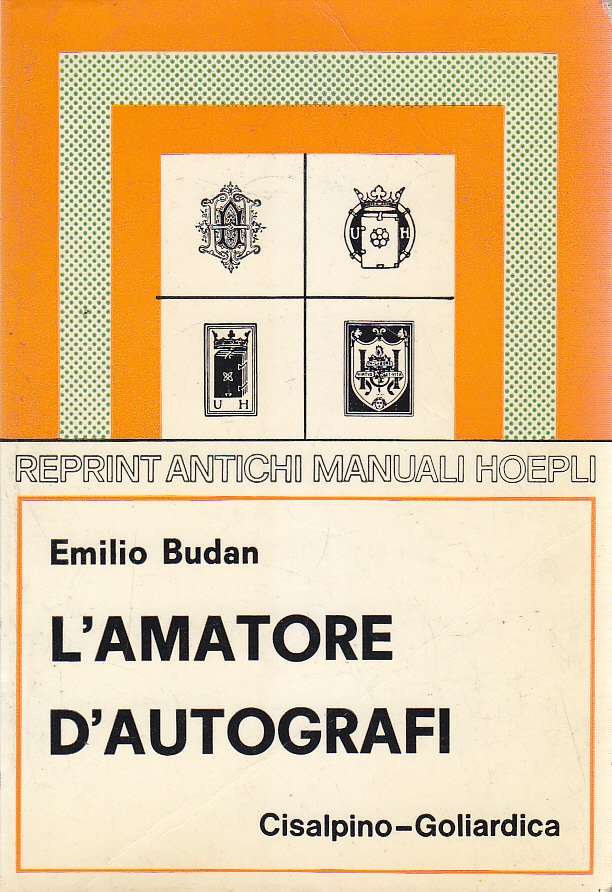 U H
U H
REPRINT ANTICHI MANUALI HOEPLI
Emilio Budan
L'AMATORE
D'AUTOGRAFI
Cisalpino-Goliardica